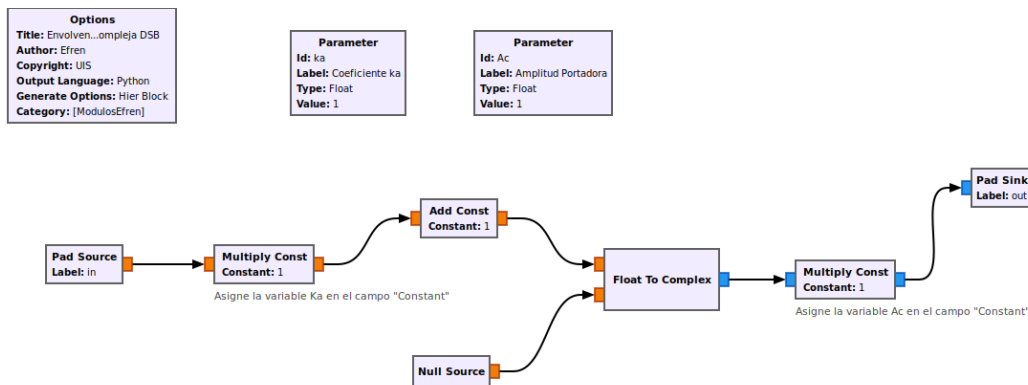 Options
Title: Envolven...ompleja DSB
Author: Efren
Copyright: UIS
Output Language: Python
Generate Options: Hier Block
Category: [ModulosEfren]
Parameter
Id: ka
Label: Coeficiente ka
Type: Float
Value: 1
Parameter
Id: Ac
Label: Amplitud Portadora
Type: Float
Value: 1
Pad Sink
Label: out
Add Const
Constant: 1
Pad Source
Label: in
Multiply Const
Constant: 1
Asigne la variable Ka en el campo "Constant"
Float To Complex
Multiply Const
Constant: 1
Asigne la variable Ac en el campo "Constant"
Null Source